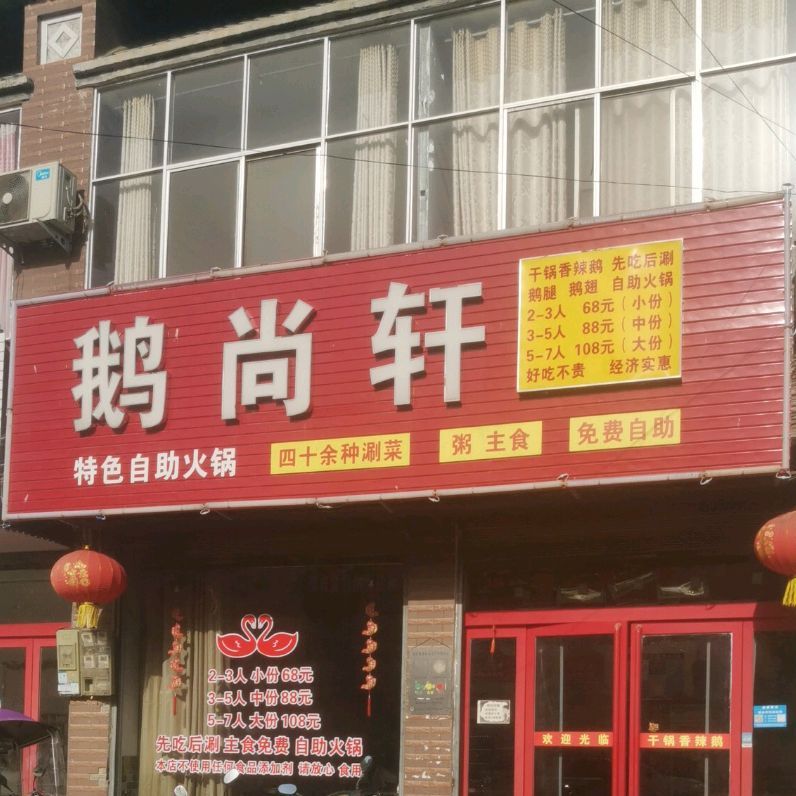 鹅尚轩
干锅香辣鹅 先吃后涮
鹅腿 鹅翅 自助火锅
2-3人 68元（小份）
3-5人 88元（中份）
5-7人 108元（大份）
好吃不贵 经济实惠
特色自助火锅 四十余种涮菜 粥 主食 免费自助
2-3人 小份68元
3-5人 中份88元
5-7人 大份108元
先吃后涮 主食免费 自助火锅
本店不使用任何食品添加剂 请放心 食用
欢迎光临 干锅香辣鹅